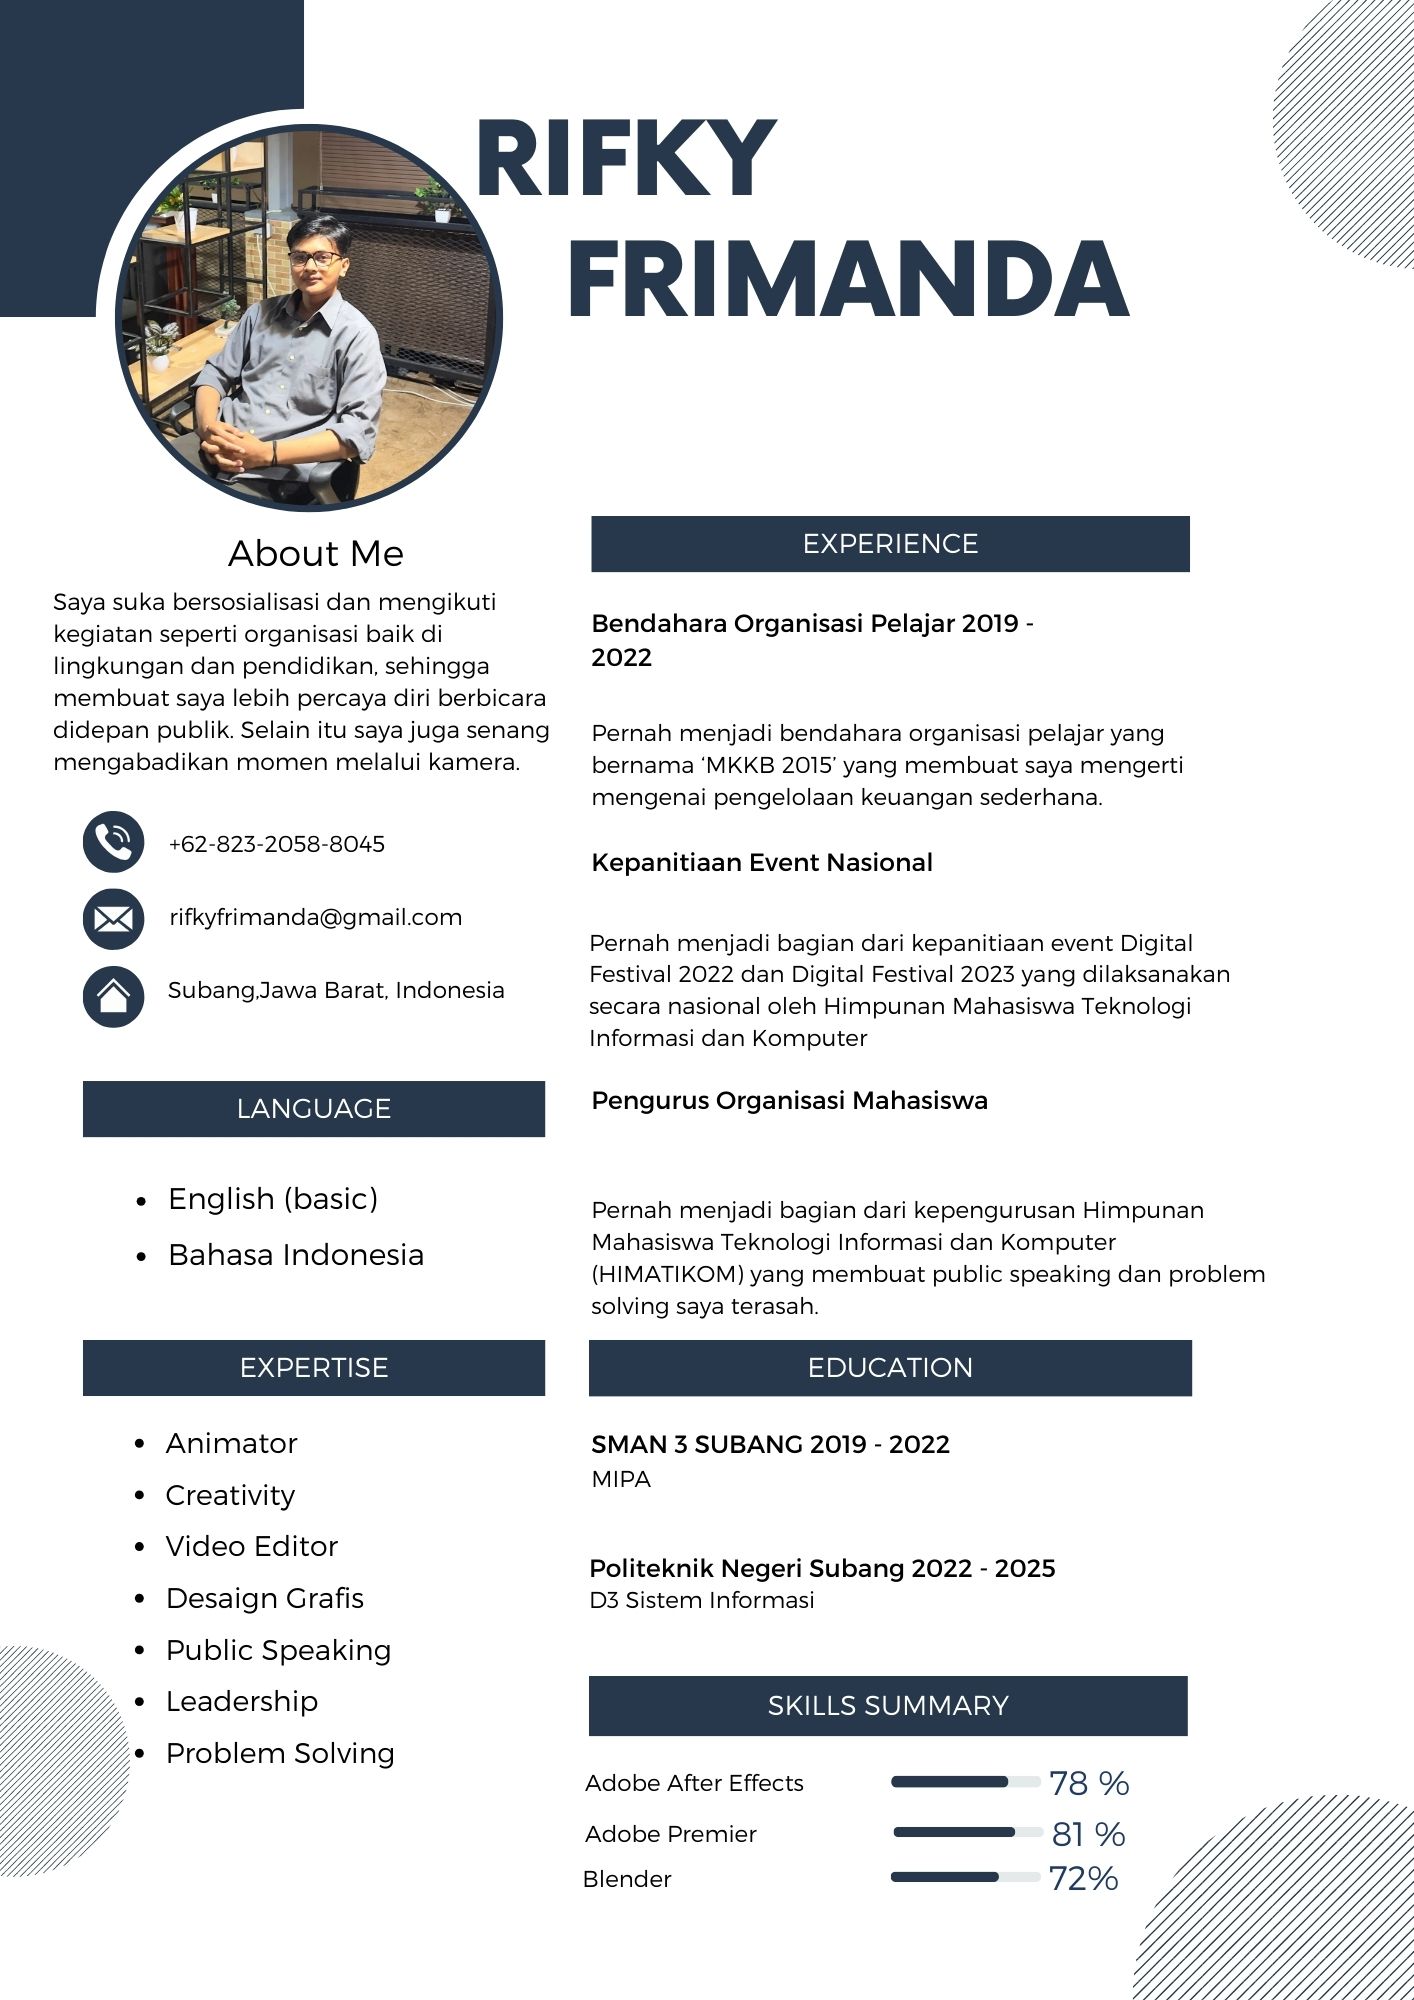 RIFKY
FRIMANDA
About Me
Saya suka bersosialisasi dan mengikuti
kegiatan seperti organisasi baik di
lingkungan dan pendidikan, sehingga
membuat saya lebih percaya diri berbicara
didepan publik. Selain itu saya juga senang
mengabadikan momen melalui kamera.
+62-823-2058-8045
rifkyfrimanda@gmail.com
Subang,Jawa Barat, Indonesia
LANGUAGE
• English (basic)
• Bahasa Indonesia
EXPERTISE
• Animator
• Creativity
• Video Editor
• Desaign Grafis
• Public Speaking
• Leadership
• Problem Solving
EXPERIENCE
Bendahara Organisasi Pelajar 2019 -
2022
Pernah menjadi bendahara organisasi pelajar yang
bernama ‘MKKB 2015’ yang membuat saya mengerti
mengenai pengelolaan keuangan sederhana.
Kepanitiaan Event Nasional
Pernah menjadi bagian dari kepanitiaan event Digital
Festival 2022 dan Digital Festival 2023 yang dilaksanakan
secara nasional oleh Himpunan Mahasiswa Teknologi
Informasi dan Komputer
Pengurus Organisasi Mahasiswa
Pernah menjadi bagian dari kepengurusan Himpunan
Mahasiswa Teknologi Informasi dan Komputer
(HIMATIKOM) yang membuat public speaking dan problem
solving saya terasah.
EDUCATION
SMAN 3 SUBANG 2019 - 2022
MIPA
Politeknik Negeri Subang 2022 - 2025
D3 Sistem Informasi
SKILLS SUMMARY
Adobe After Effects 78 %
Adobe Premier 81 %
Blender 72%